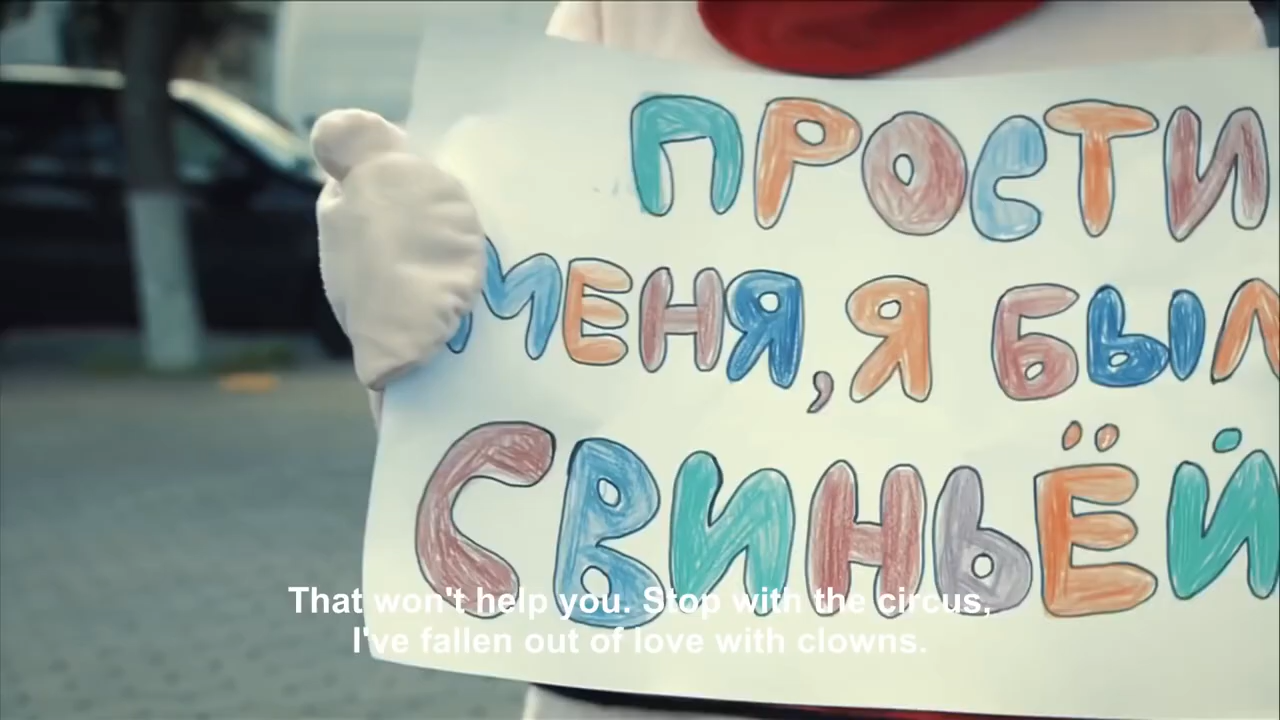 ПРОСТИ
МЕНЯ, Я БЫЛ
СВИНЬЁЙ
That won't help you. Stop with the circus,
I've fallen out of love with clowns.